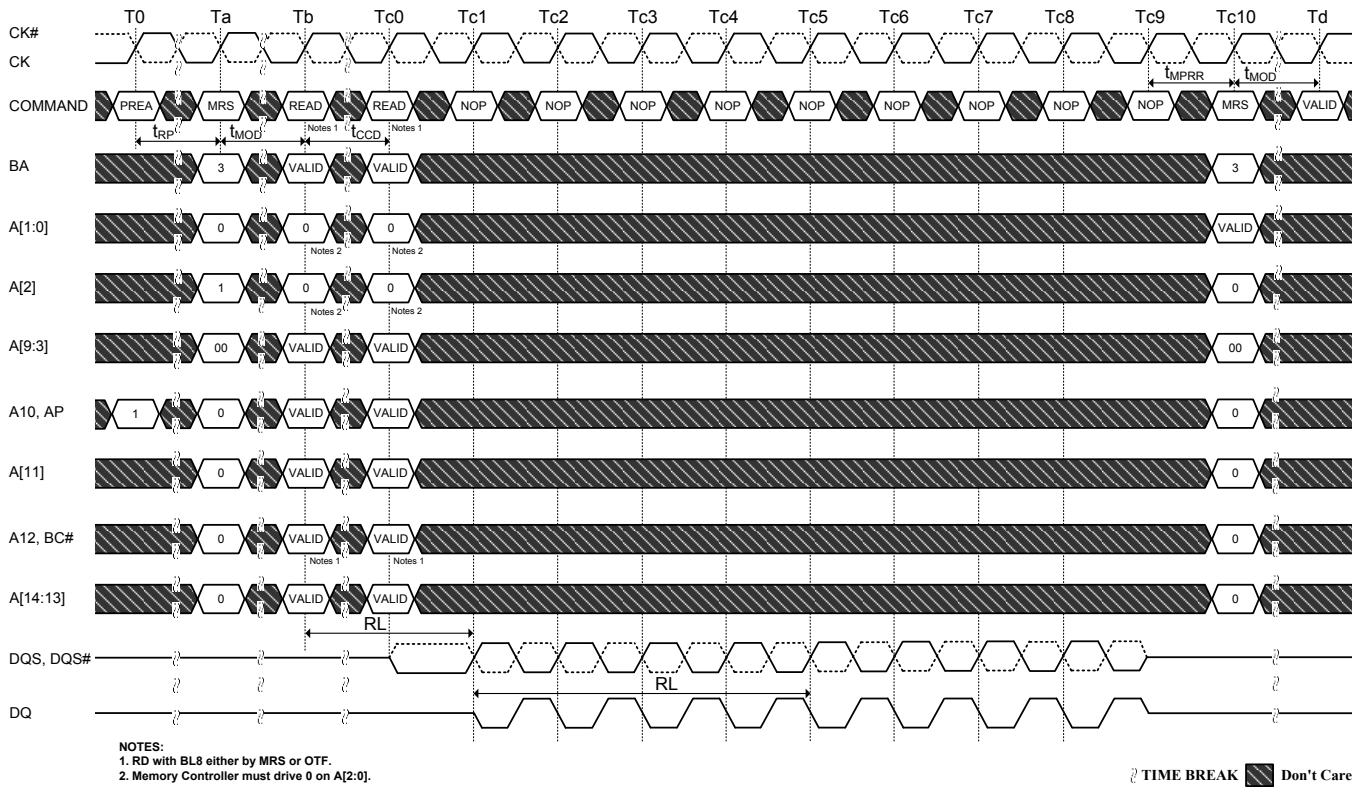 T0 Ta Tb Tc0 Tc1 Tc2 Tc3 Tc4 Tc5 Tc6 Tc7 Tc8 Tc9 Tc10 Td
CK#
CK
tMPRR tMOD
COMMAND PREA MRS READ READ NOP NOP NOP NOP NOP NOP NOP NOP NOP MRS VALID
Notes 1 Notes 1
tRP tMOD tCCD
BA 3 VALID VALID 3
A[1:0] 0 0 0 VALID
Notes 2 Notes 2
A[2] 1 0 0 0
Notes 2 Notes 2
A[9:3] 00 VALID VALID 00
A10, AP 1 0 VALID VALID 0
A[11] 0 VALID VALID 0
A12, BC# 0 VALID VALID 0
Notes 1 Notes 1
A[14:13] 0 VALID VALID 0
RL
DQS, DQS#
RL
DQ
NOTES:
1. RD with BL8 either by MRS or OTF.
2. Memory Controller must drive 0 on A[2:0].
TIME BREAK Don't Care